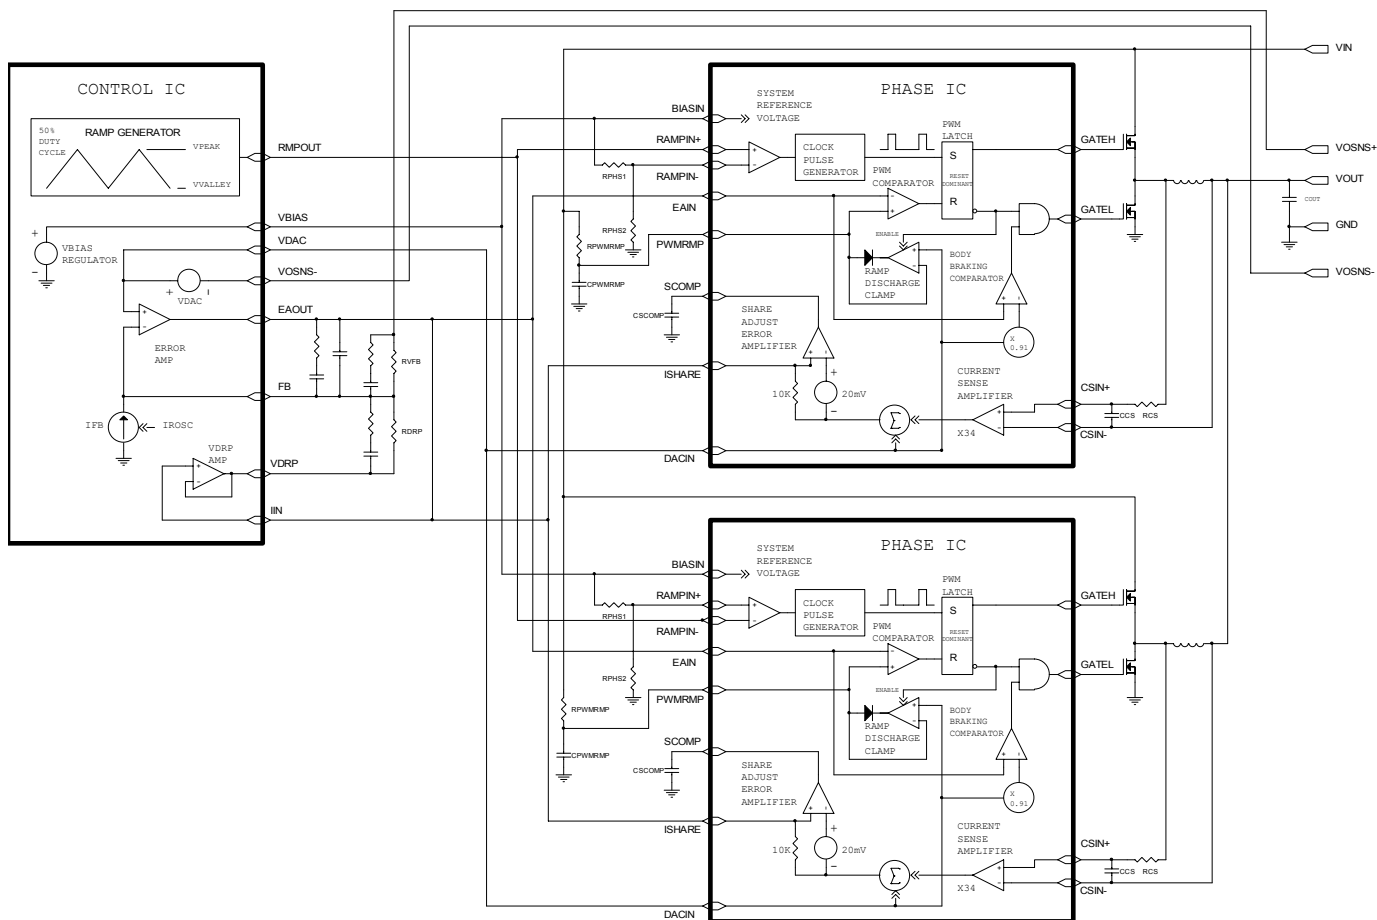 VIN
CONTROL IC
50%
DUTY
CYCLE
RAMP GENERATOR
VPEAK
VVALLEY
RMPOUT
VBIAS
VDAC
VOSNS-
EAOUT
FB
VDRP
IIN
VBIAS
REGULATOR
+
-
VDAC
+
-
+
-
ERROR
AMP
IFB
IROSC
VDRP
AMP
+
-
RVFB
RDRP
BIASIN
RAMPIN+
RAMPIN-
EAIN
PWMRMP
SCOMP
ISHARE
DACIN
RPHS1
RPHS2
RPWMRMP
CPWMRMP
CSCOMP
PHASE IC
SYSTEM
REFERENCE
VOLTAGE
+
-
CLOCK
PULSE
GENERATOR
PWM
LATCH
S
RESET
DOMINANT
R
PWM
COMPARATOR
-
+
ENABLE
+
-
RAMP
DISCHARGE
CLAMP
BODY
BRAKING
COMPARATOR
+
-
SHARE
ADJUST
ERROR
AMPLIFIER
+
-
X
0.91
10K
+
20mV
-
Σ
CURRENT
SENSE
AMPLIFIER
+
-
X34
GATEH
GATEL
CSIN+
CSIN-
CCS
RCS
VOSNS+
VOUT
COUT
GND
VOSNS-
BIASIN
RAMPIN+
RAMPIN-
EAIN
PWMRMP
SCOMP
ISHARE
DACIN
RPHS1
RPHS2
RPWMRMP
CPWMRMP
CSCOMP
PHASE IC
SYSTEM
REFERENCE
VOLTAGE
+
-
CLOCK
PULSE
GENERATOR
PWM
LATCH
S
RESET
DOMINANT
R
PWM
COMPARATOR
-
+
ENABLE
+
-
RAMP
DISCHARGE
CLAMP
BODY
BRAKING
COMPARATOR
+
-
SHARE
ADJUST
ERROR
AMPLIFIER
+
-
X
0.91
10K
+
20mV
-
Σ
CURRENT
SENSE
AMPLIFIER
+
-
X34
GATEH
GATEL
CSIN+
CSIN-
CCS
RCS